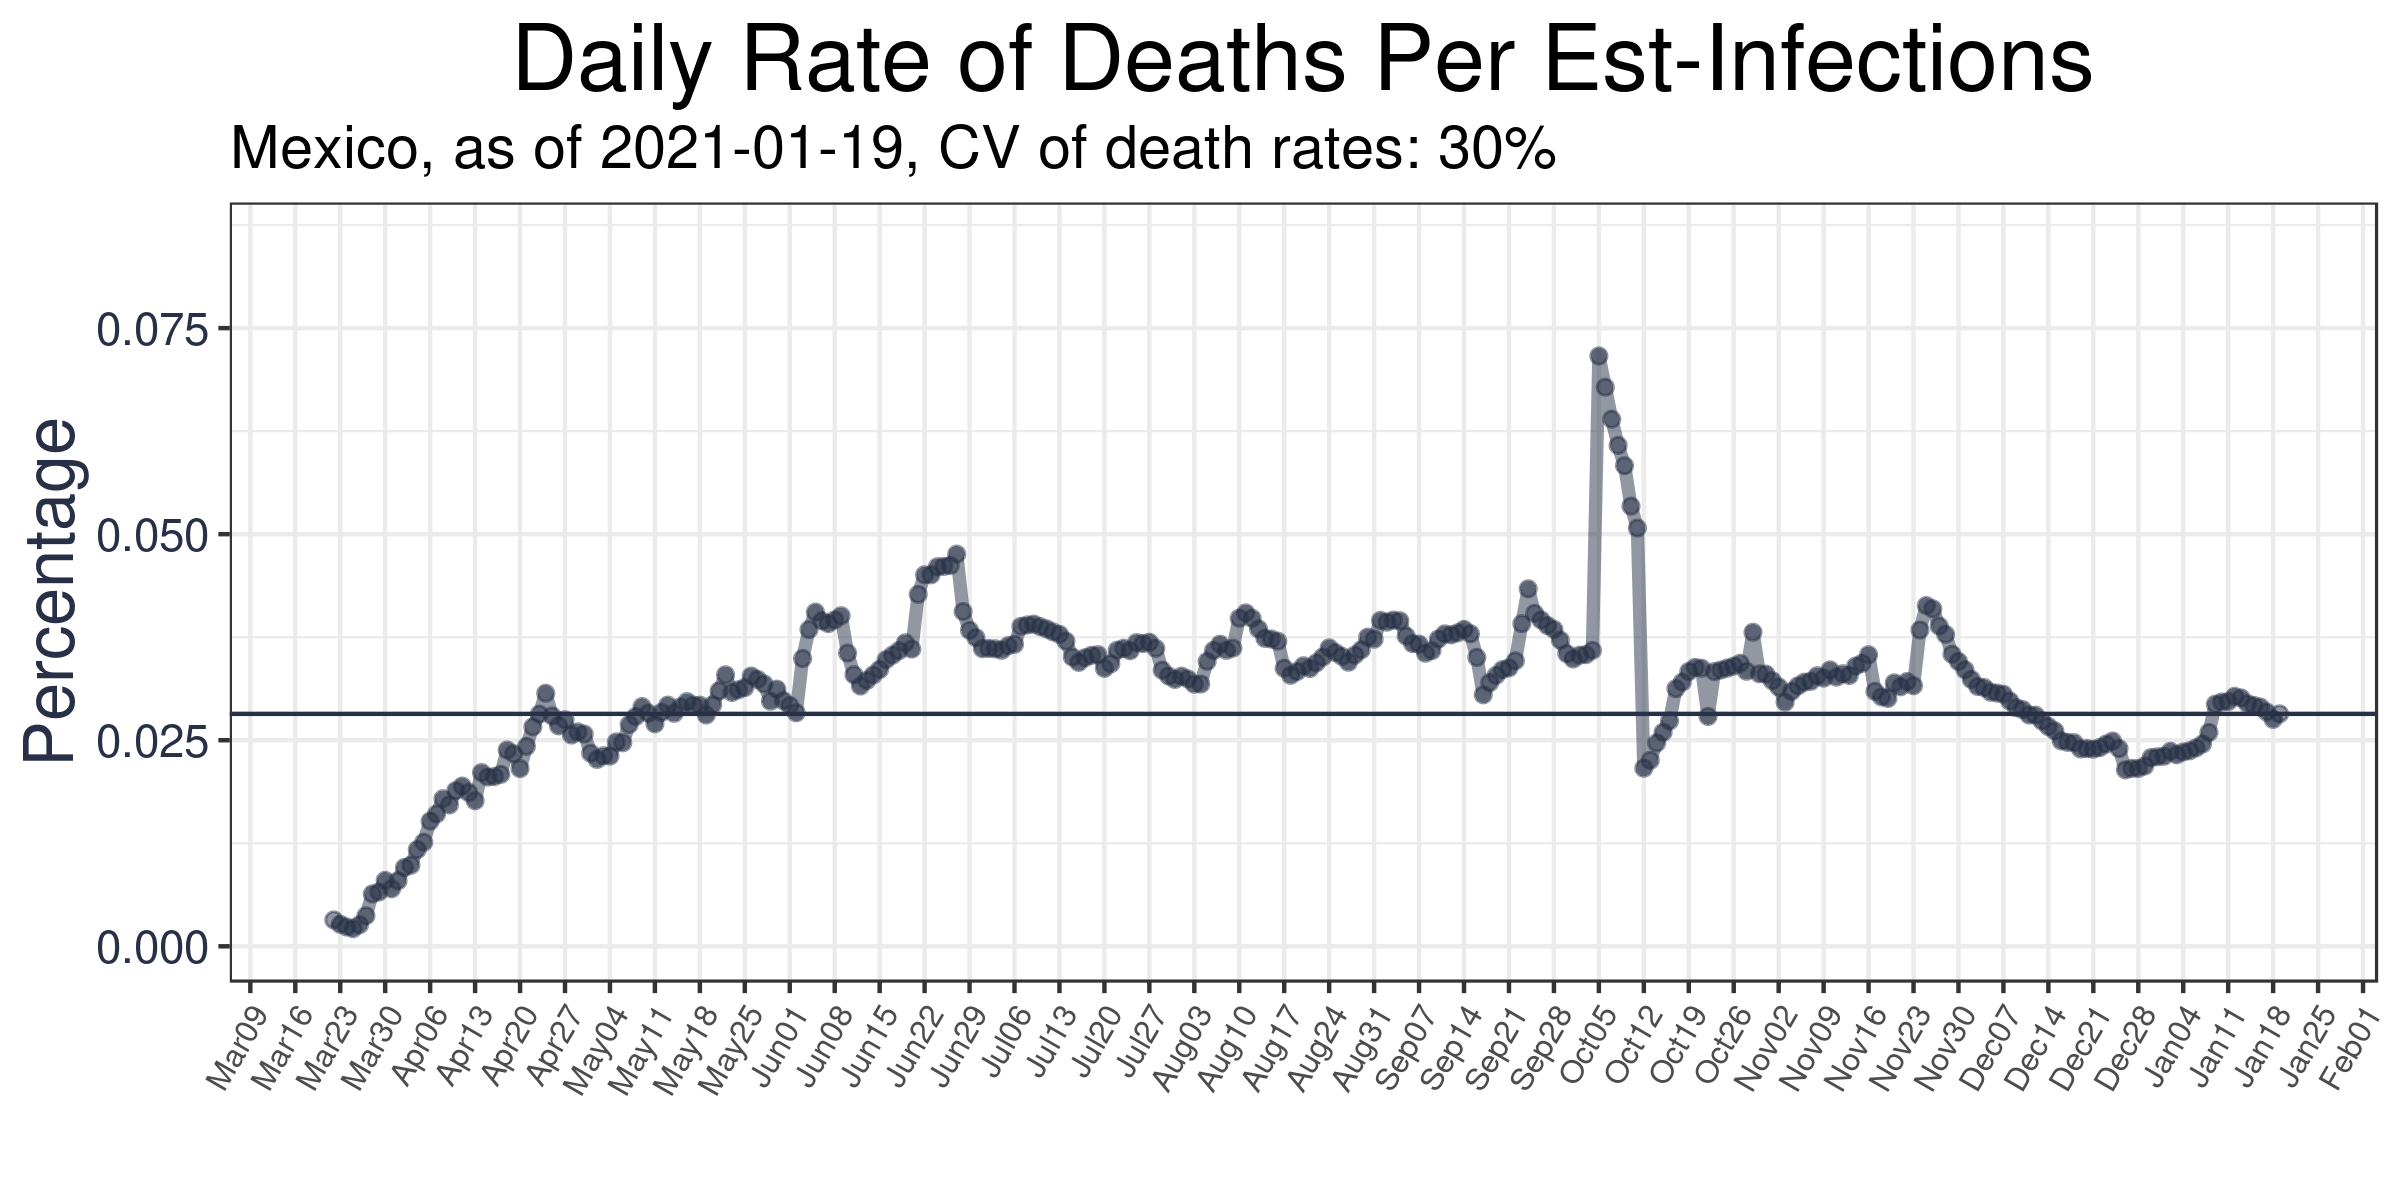 Daily Rate of Deaths Per Est-Infections
Mexico, as of 2021-01-19, CV of death rates: 30%
Percentage
0.075
0.050
0.025
0.000
Mar09
Mar16
Mar23
Mar30
Apr06
Apr13
Apr20
Apr27
May04
May11
May18
May25
Jun01
Jun08
Jun15
Jun22
Jun29
Jul06
Jul13
Jul20
Jul27
Aug03
Aug10
Aug17
Aug24
Aug31
Sep07
Sep14
Sep21
Sep28
Oct05
Oct12
Oct19
Oct26
Nov02
Nov09
Nov16
Nov23
Nov30
Dec07
Dec14
Dec21
Dec28
Jan04
Jan11
Jan18
Jan25
Feb01